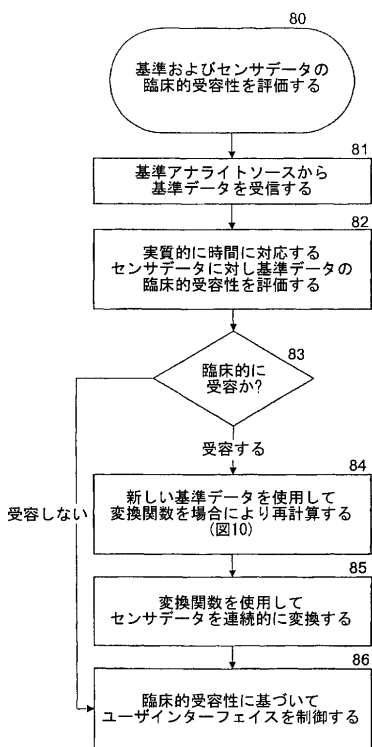 80
基準およびセンサデータの
臨床的受容性を評価する
81
基準アナライトソースから
基準データを受信する
82
実質的に時間に対応する
センサデータに対し基準データの
臨床的受容性を評価する
83
臨床的に
受容か?
受容する
受容しない
84
新しい基準データを使用して
変換関数を場合により再計算する
(図10)
85
変換関数を使用して
センサデータを連続的に変換する
86
臨床的受容性に基づいて
ユーザインターフェイスを制御する